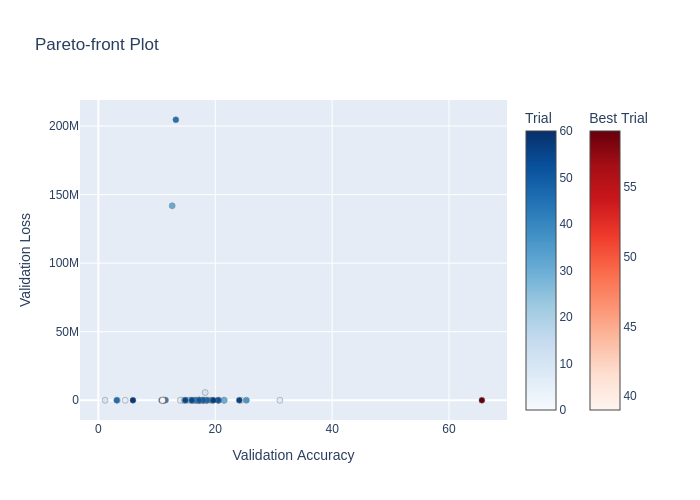 Pareto-front Plot
Trial
Best Trial
200M
150M
100M
50M
0
Validation Loss
0
20
40
60
Validation Accuracy
60
50
40
30
20
10
0
55
50
45
40